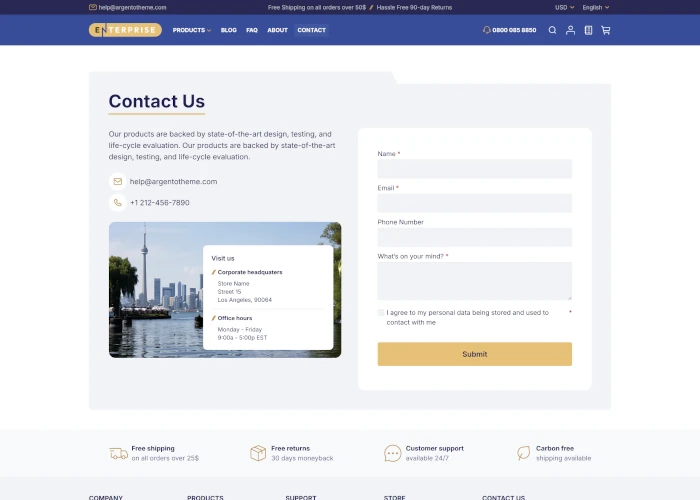 help@argentotheme.com
Free Shipping on all orders over 50$ Hassle Free 90-day Returns
USD
English
ENTERPRISE
PRODUCTS
BLOG
FAQ
ABOUT
CONTACT
0800 085 8850
Contact Us
Our products are backed by state-of-the-art design, testing, and
life-cycle evaluation. Our products are backed by state-of-the-art
design, testing, and life-cycle evaluation.
help@argentotheme.com
+1 212-456-7890
Visit us
Corporate headquaters
Store Name
Street 15
Los Angeles, 90064
Office hours
Monday - Friday
9:00a - 5:00p EST
Name *
Email *
Phone Number
What's on your mind? *
I agree to my personal data being stored and used to *
contact with me
Submit
Free shipping
on all orders over 25$
Free returns
30 days moneyback
Customer support
available 24/7
Carbon free
shipping available
COMPANY
PRODUCTS
SUPPORT
STORE
CONTACT US